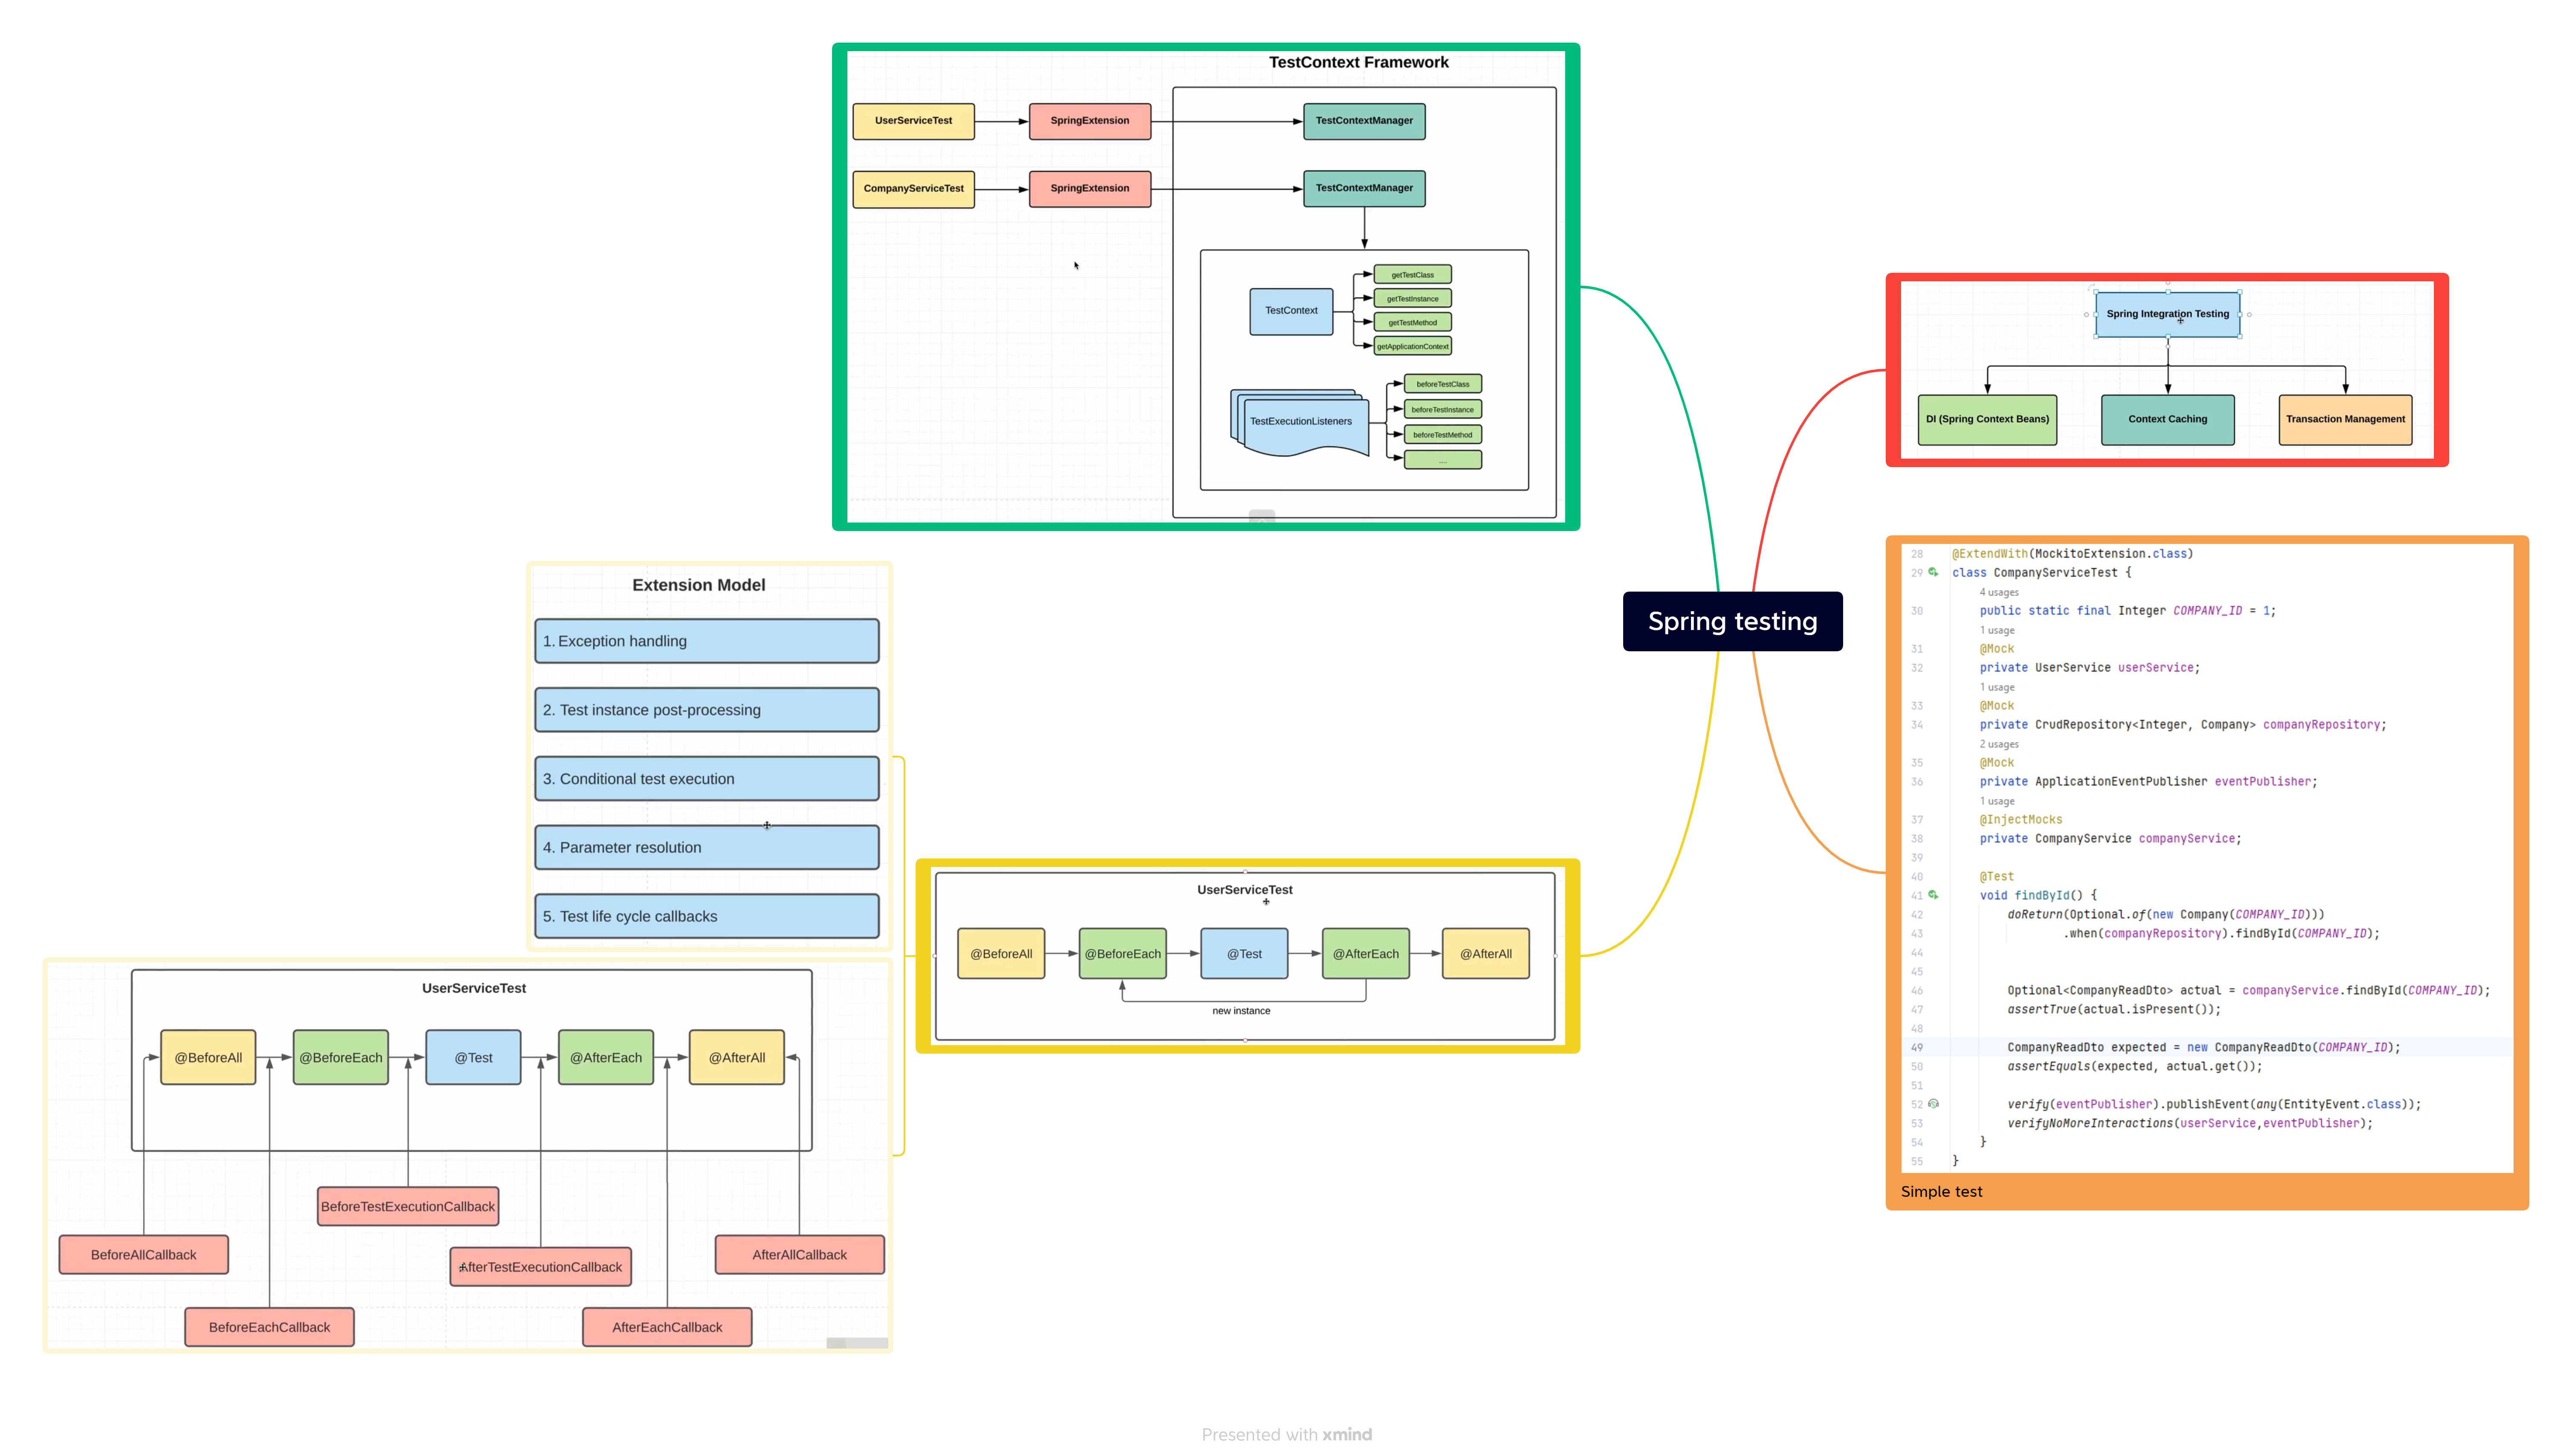 TestContext Framework
UserServiceTest
SpringExtension
TestContextManager
CompanyServiceTest
SpringExtension
TestContextManager
TestContext
getTestClass
getTestInstance
getTestMethod
getApplicationContext
TestExecutionListeners
beforeTestClass
beforeTestInstance
beforeTestMethod
....
Spring Integration Testing
DI (Spring Context Beans)
Context Caching
Transaction Management
Spring testing
28 @ExtendWith(MockitoExtension.class)
29 class CompanyServiceTest {
4 usages
30 public static final Integer COMPANY_ID = 1;
1 usage
31 @Mock
32 private UserService userService;
1 usage
33 @Mock
34 private CrudRepository<Integer, Company> companyRepository;
2 usages
35 @Mock
36 private ApplicationEventPublisher eventPublisher;
1 usage
37 @InjectMocks
38 private CompanyService companyService;
39
40 @Test
41 void findById() {
42 doReturn(Optional.of(new Company(COMPANY_ID)))
43 .when(companyRepository).findById(COMPANY_ID);
44
45
46 Optional<CompanyReadDto> actual = companyService.findById(COMPANY_ID);
47 assertTrue(actual.isPresent());
48
49 CompanyReadDto expected = new CompanyReadDto(COMPANY_ID);
50 assertEquals(expected, actual.get());
51
52 verify(eventPublisher).publishEvent(any(EntityEvent.class));
53 verifyNoMoreInteractions(userService,eventPublisher);
54 }
55 }
Simple test
Extension Model
1. Exception handling
2. Test instance post-processing
3. Conditional test execution
4. Parameter resolution
5. Test life cycle callbacks
UserServiceTest
@BeforeAll
@BeforeEach
@Test
@AfterEach
@AfterAll
new instance
UserServiceTest
@BeforeAll
@BeforeEach
@Test
@AfterEach
@AfterAll
BeforeTestExecutionCallback
BeforeAllCallback
AfterTestExecutionCallback
AfterAllCallback
BeforeEachCallback
AfterEachCallback
Presented with xmind